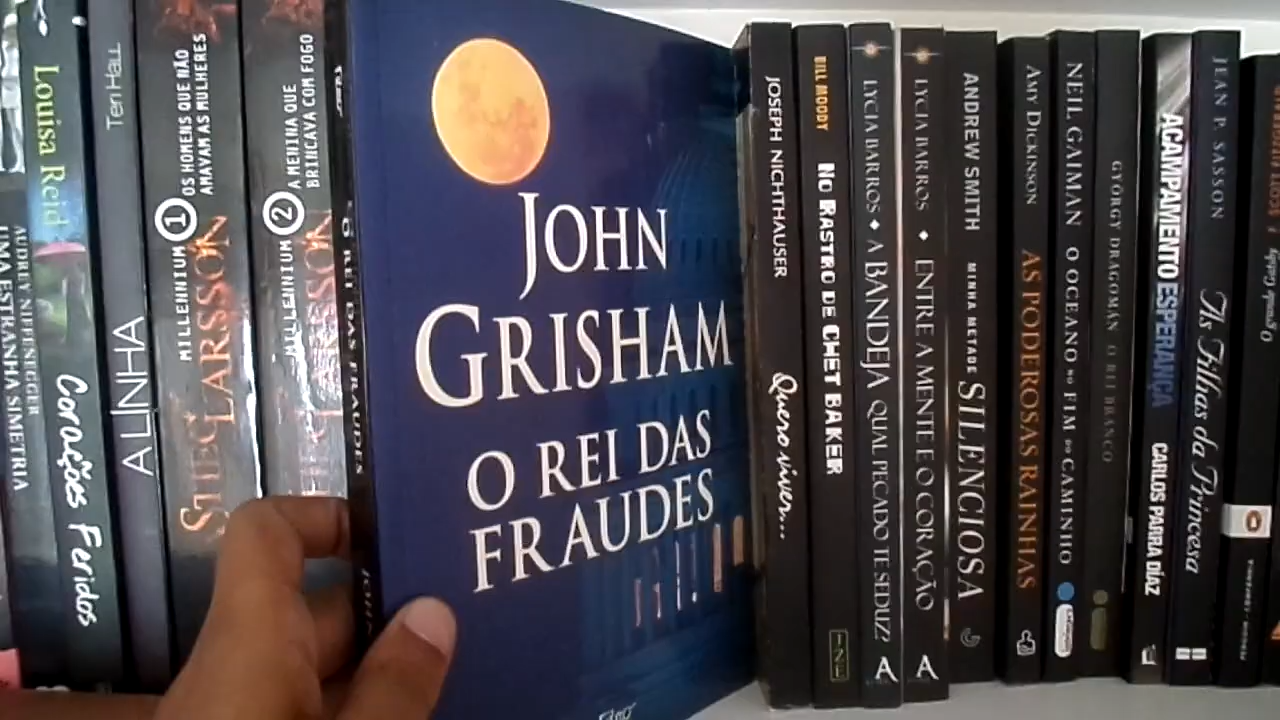 AUDREY NIFFENEGGER
UMA ESTRANHA SIMETRIA
Louisa Reid
Corações Feridos
Teri Hall
A LINHA
MILLENNIUM 1 OS HOMENS QUE NÃO
AMAVAM AS MULHERES
STIEG LARSSON
MILLENNIUM 2 A MENINA QUE
BRINCAVA COM FOGO
O REI DAS FRAUDES
JOHN
GRISHAM
O REI DAS
FRAUDES
JOSEPH NICHTHAUSER
Quero viver...
BILL MOODY
NO RASTRO DE CHET BAKER
LYCIA BARROS ◆ A BANDEJA QUAL PECADO TE SEDUZ?
LYCIA BARROS ◆ ENTRE A MENTE E O CORAÇÃO
ANDREW SMITH
MINHA METADE
SILENCIOSA
AMY DICKINSON
AS PODEROSAS RAINHAS
NEIL GAIMAN O OCEANO NO FIM DO CAMINHO
GYÖRGY DRAGOMÁN O REI BRANCO
ACAMPAMENTO ESPERANÇA
CARLOS PARRA DÍAZ
JEAN P. SASSON
As Filhas da Princesa
O grande Gatsby